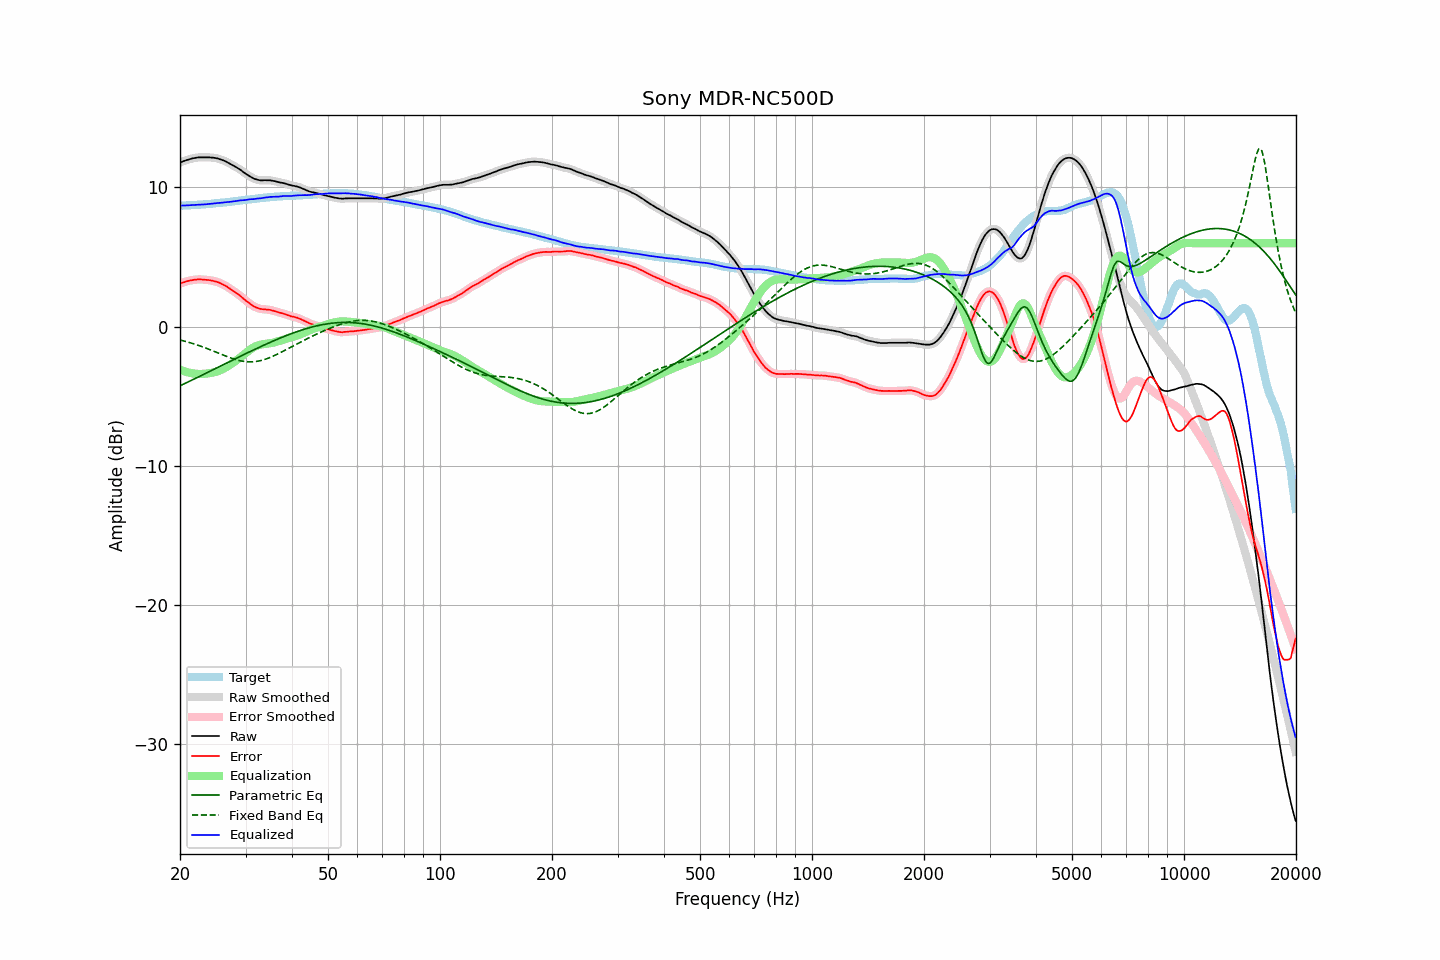 Sony MDR-NC500D
Amplitude (dBr)
10
0
−10
−20
−30
Target
Raw Smoothed
Error Smoothed
Raw
Error
Equalization
Parametric Eq
Fixed Band Eq
Equalized
20 50 100 200 500 1000 2000 5000 10000 20000
Frequency (Hz)